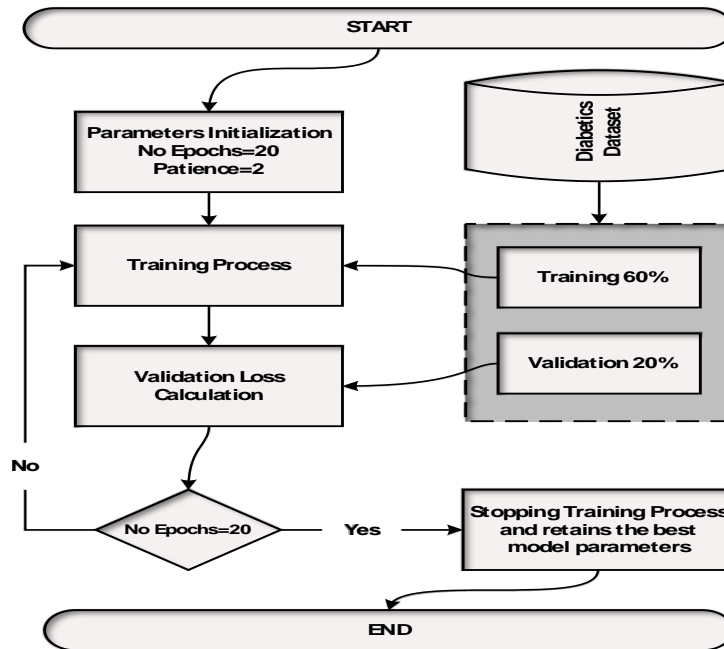 START
Parameters Initialization
No Epochs=20
Patience=2
Diabetics
Dataset
Training Process
Training 60%
Validation Loss
Calculation
Validation 20%
No
No Epochs=20
Yes
Stopping Training Process
and retains the best
model parameters
END